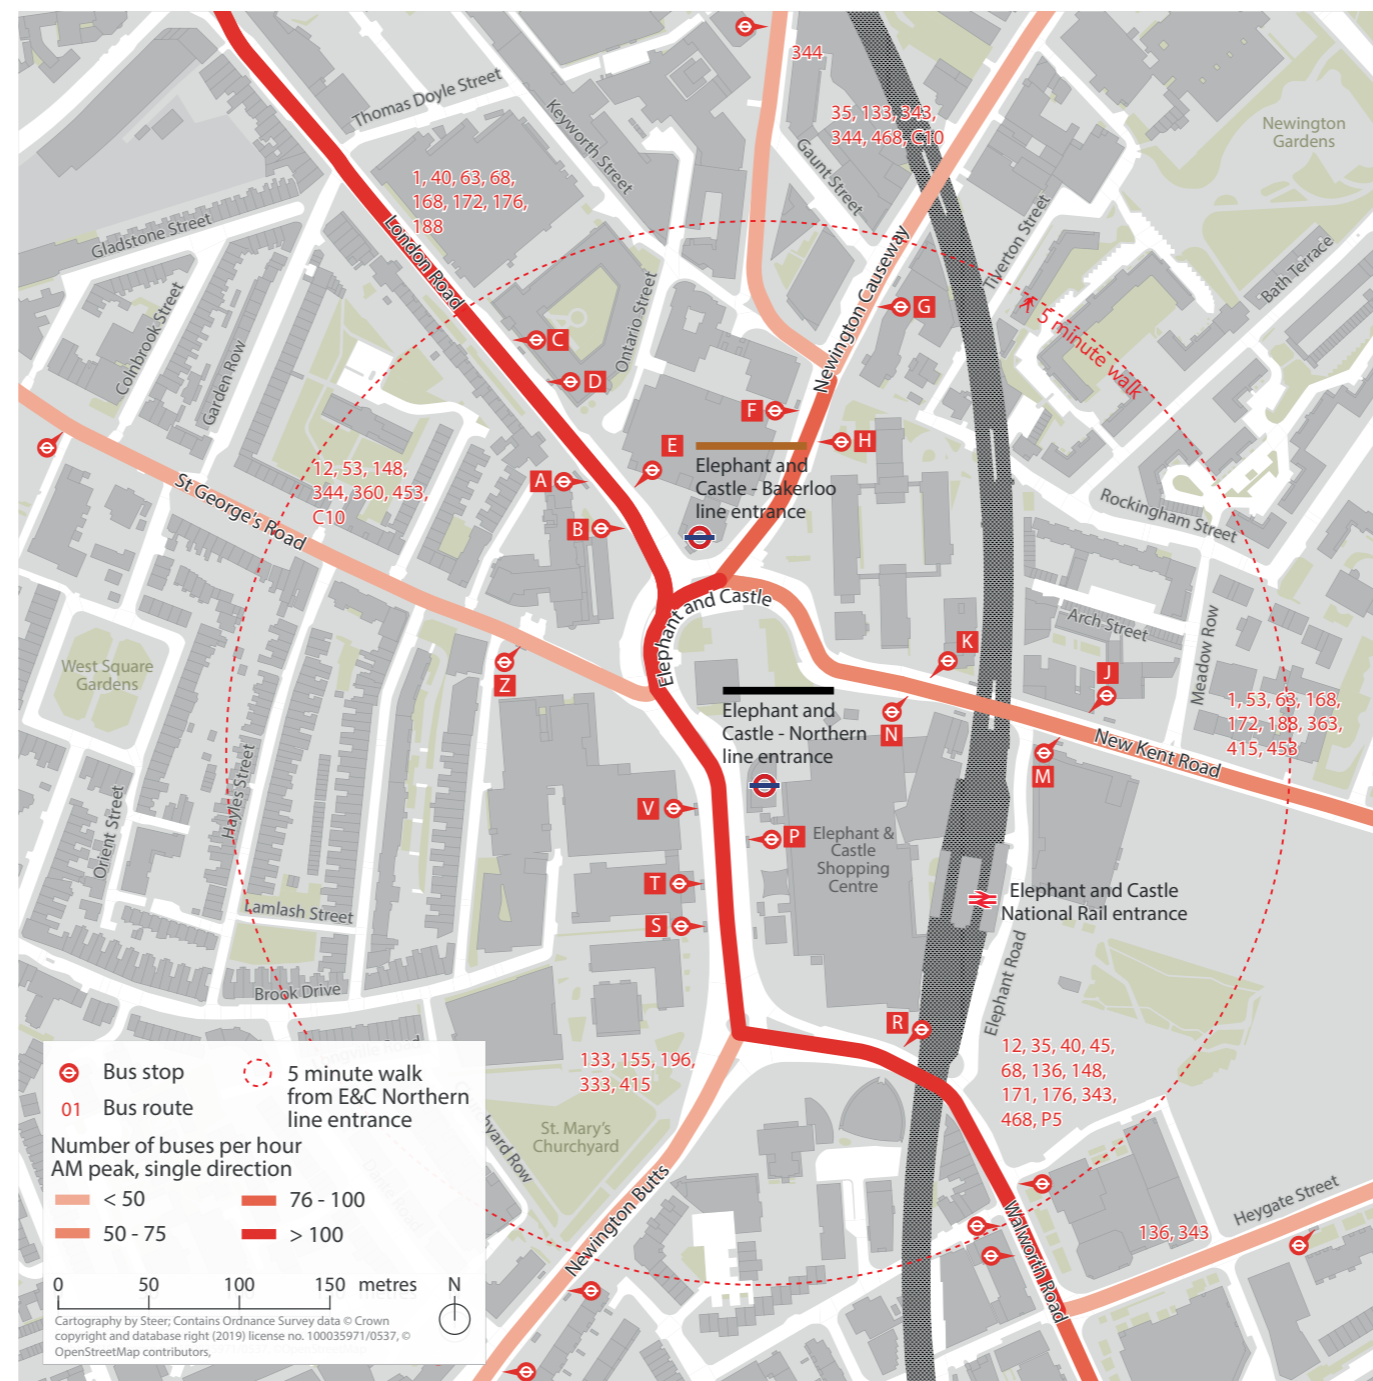 344
35, 133, 343,
344, 468, C10
Newington
Gardens
Thomas Doyle Street
Keyworth Street
Gaunt Street
1, 40, 63, 68,
168, 172, 176,
188
Gladstone Street
London Road
Newington Causeway
Tiverton Street
Bath Terrace
5 minute walk
Colnbrook Street
Garden Row
Ontario Street
C
D
G
F
H
E
A
B
Elephant and
Castle - Bakerloo
line entrance
12, 53, 148,
344, 360, 453,
C10
St George's Road
Rockingham Street
Elephant and Castle
Arch Street
Meadow Row
West Square
Gardens
Z
K
J
N
M
1, 53, 63, 168,
172, 188, 363,
415, 453
New Kent Road
Elephant and
Castle - Northern
line entrance
Hayles Street
Orient Street
V
P
T
S
Elephant &
Castle
Shopping
Centre
Elephant and Castle
National Rail entrance
Lamlash Street
Brook Drive
Elephant Road
R
133, 155, 196,
333, 415
12, 35, 40, 45,
68, 136, 148,
171, 176, 343,
468, P5
St. Mary's
Churchyard
hyard Row
Newington Butts
Walworth Road
136, 343
Heygate Street
Bus stop
01 Bus route
5 minute walk
from E&C Northern
line entrance
Number of buses per hour
AM peak, single direction
< 50
76 - 100
50 - 75
> 100
0 50 100 150 metres N
Cartography by Steer; Contains Ordnance Survey data © Crown
copyright and database right (2019) license no. 100035971/0537, ©
OpenStreetMap contributors,